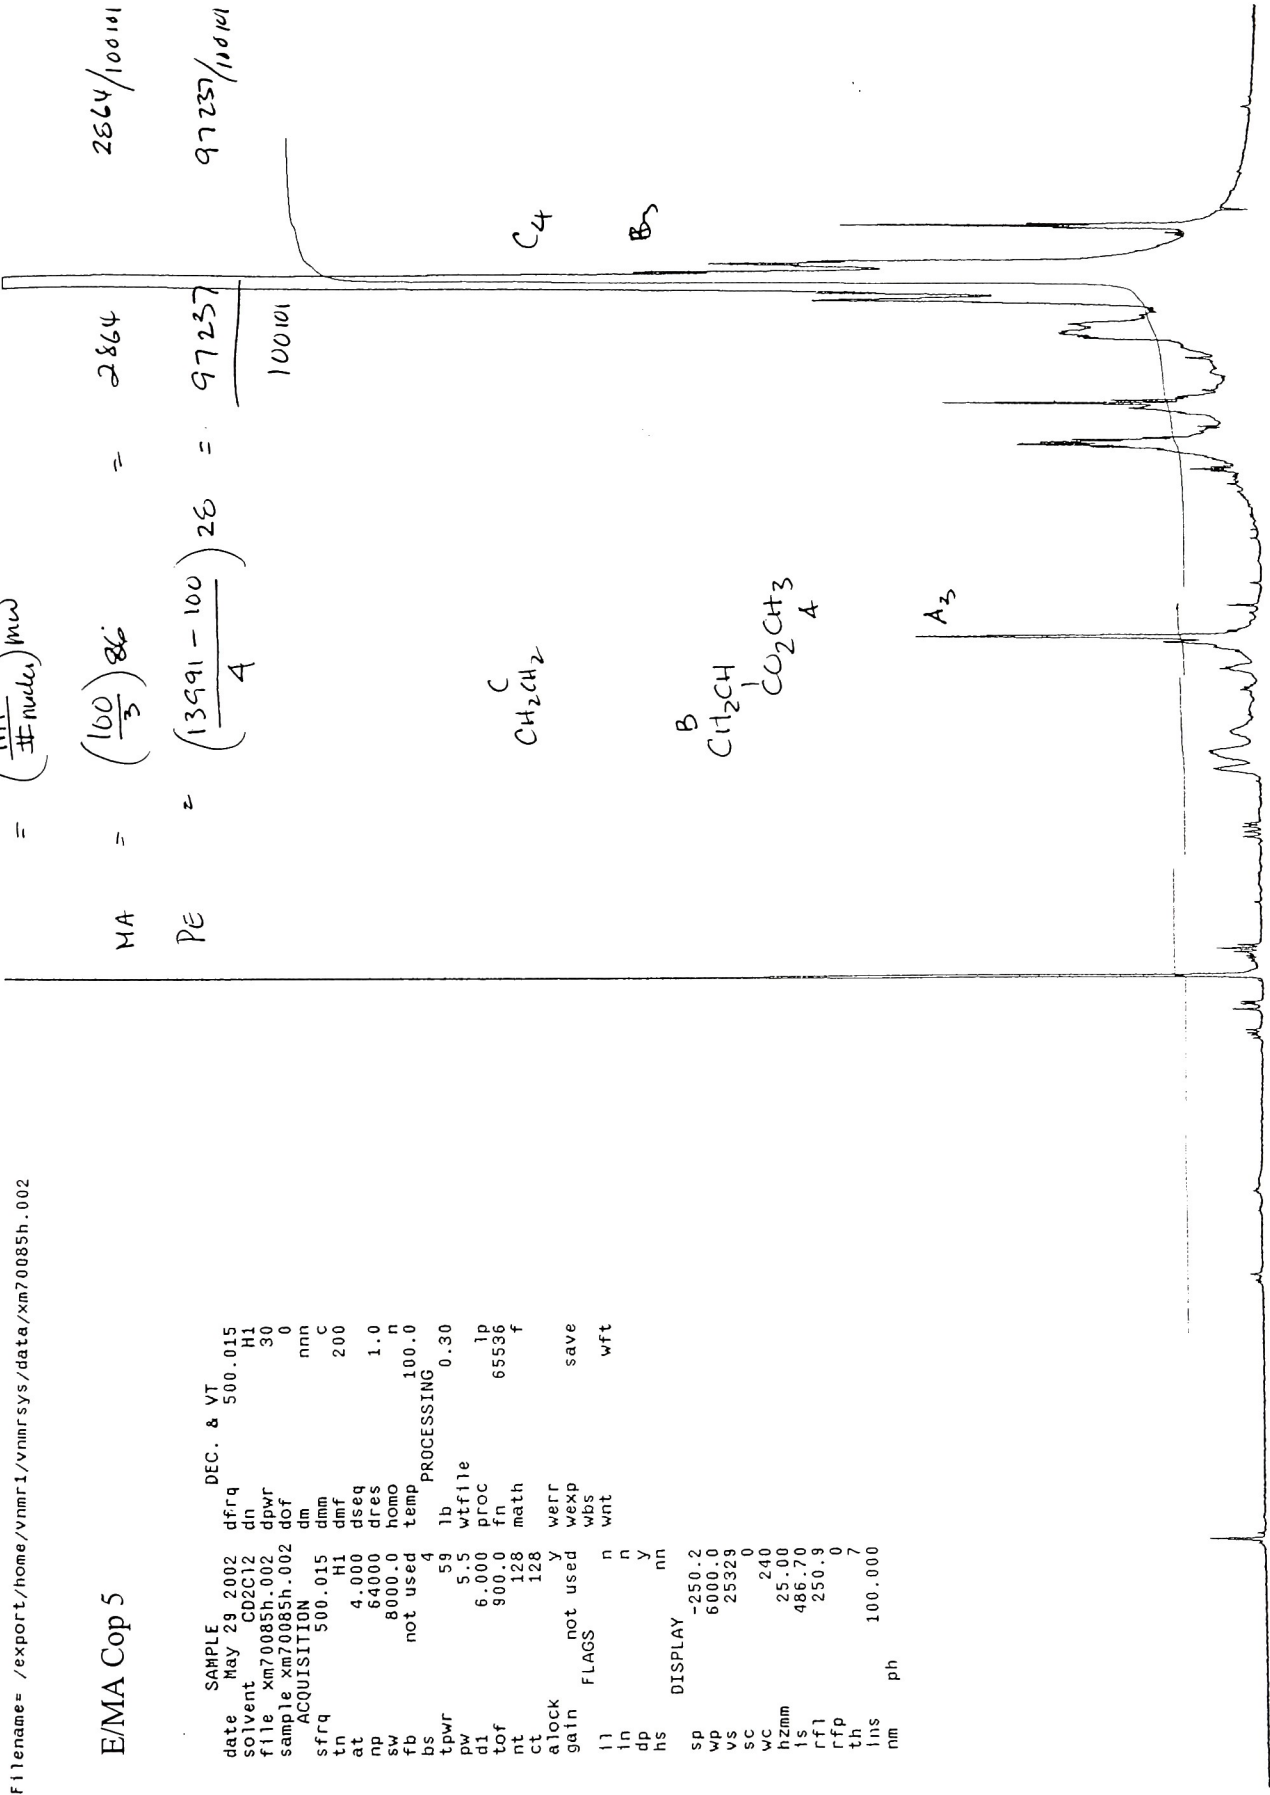 Filename= /export/home/vnmr1/vnmrsys/data/xm70085h.002
E/MA Cop 5
SAMPLE
date May 29 2002
solvent CD2Cl2
file xm70085h.002
sample xm70085h.002
ACQUISITION
sfrq 500.015
tn H1
at 4.000
np 64000
sw 8000.0
fb not used
bs 4
tpwr 59
pw 5.5
d1 6.000
tof 900.0
nt 128
ct 128
alock y
gain not used
FLAGS
il n
in n
dp y
hs nn
DISPLAY
sp -250.2
wp 6000.0
vs 25329
sc 0
wc 240
hzmm 25.00
is 486.70
rfl 250.9
rfp 0
th 7
ins 100.000
nm ph
DEC. & VT
dfrq 500.015
dn H1
dpwr 30
dof 0
dm nnn
dmm c
dmf 200
dseq
dres 1.0
homo n
temp 100.0
PROCESSING
lb 0.30
wtfile
proc lp
fn 65536
math f
werr
wexp save
wbs
wnt wft
= ( # nuclei) mw
MA = (100/3) 86 = 2864 2864/100101
PE = (13991 - 100 / 4) 28 = 97237 97237/100101
100101
C
CH2CH2
C4
B
CH2CH
CO2CH3
A
B3
A3